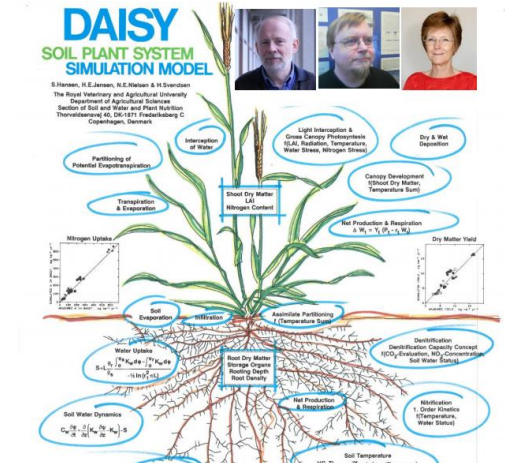 DAISY
SOIL PLANT SYSTEM
SIMULATION MODEL
S.Hansen, H.E.Jensen, N.E.Nielsen & H.Svendsen
The Royal Veterinary and Agricultural University
Department of Agricultural Sciences
Section of Soil and Water and Plant Nutrition
Thorvaldsensvej 40, DK-1871 Frederiksberg C
Copenhagen, Denmark
Interception
of Water
Light Interception &
Gross Canopy Photosyntesis
f(LAI, Radiation, Temperature,
Water Stress, Nitrogen Stress)
Dry & Wet
Deposition
Partitioning of
Potential Evapotranspiration
Canopy Development
f(Shoot Dry Matter,
Temperature Sum)
Shoot Dry Matter
LAI
Nitrogen Content
Transpiration
& Evaporation
Net Production & Respiration
Nitrogen Uptake
Dry Matter Yield
Soil
Evaporation
Infiltration
Assimilate Partitioning
f (Temperature Sum)
Denitrification
Denitrification Capacity Concept
f(CO₂-Evaluation, NO₃-Concentration,
Soil Water Status)
Water Uptake
Root Dry Matter
Storage Organs
Rooting Depth
Root Density
Net Production
& Respiration
Nitrification
1. Order Kinetics
f(Temperature,
Water Status)
Soil Water Dynamics
Soil Temperature